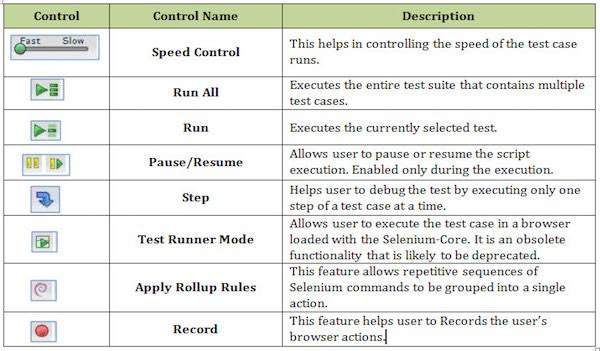 Control Control Name Description
Fast Slow
Speed Control
This helps in controlling the speed of the test case
runs.
Run All
Executes the entire test suite that contains multiple
test cases.
Run
Executes the currently selected test.
Pause/Resume
Allows user to pause or resume the script
execution. Enabled only during the execution.
Step
Helps user to debug the test by executing only one
step of a test case at a time.
Test Runner Mode
Allows user to execute the test case in a browser
loaded with the Selenium-Core. It is an obsolete
functionality that is likely to be deprecated.
Apply Rollup Rules
This feature allows repetitive sequences of
Selenium commands to be grouped into a single
action.
Record
This feature helps user to Records the user's
browser actions.